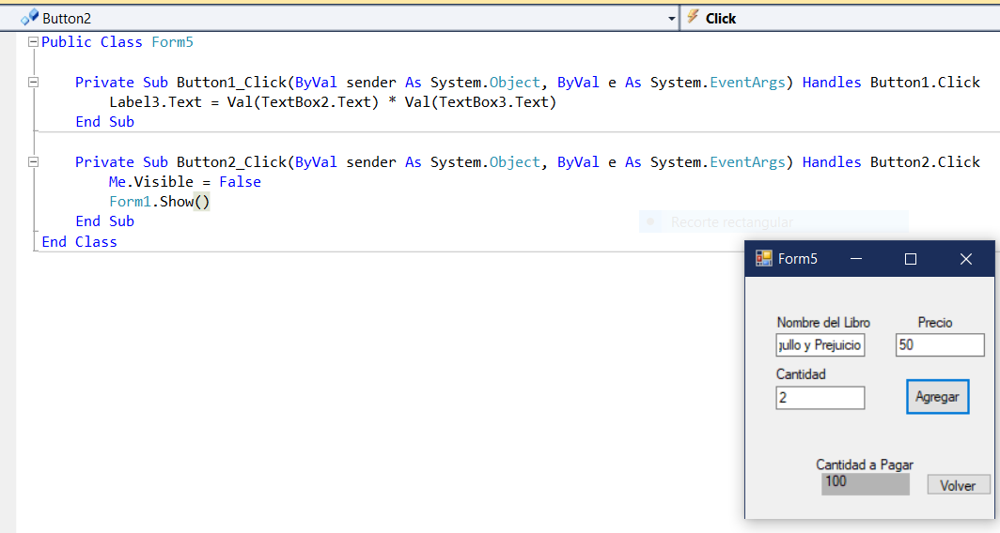 Button2
Click
Public Class Form5
Private Sub Button1_Click(ByVal sender As System.Object, ByVal e As System.EventArgs) Handles Button1.Click
Label3.Text = Val(TextBox2.Text) * Val(TextBox3.Text)
End Sub
Private Sub Button2_Click(ByVal sender As System.Object, ByVal e As System.EventArgs) Handles Button2.Click
Me.Visible = False
Form1.Show()
End Sub
End Class
Recorte rectangular
Form5
Nombre del Libro Precio
gullo y Prejuicio 50
Cantidad
2 Agregar
Cantidad a Pagar
100 Volver